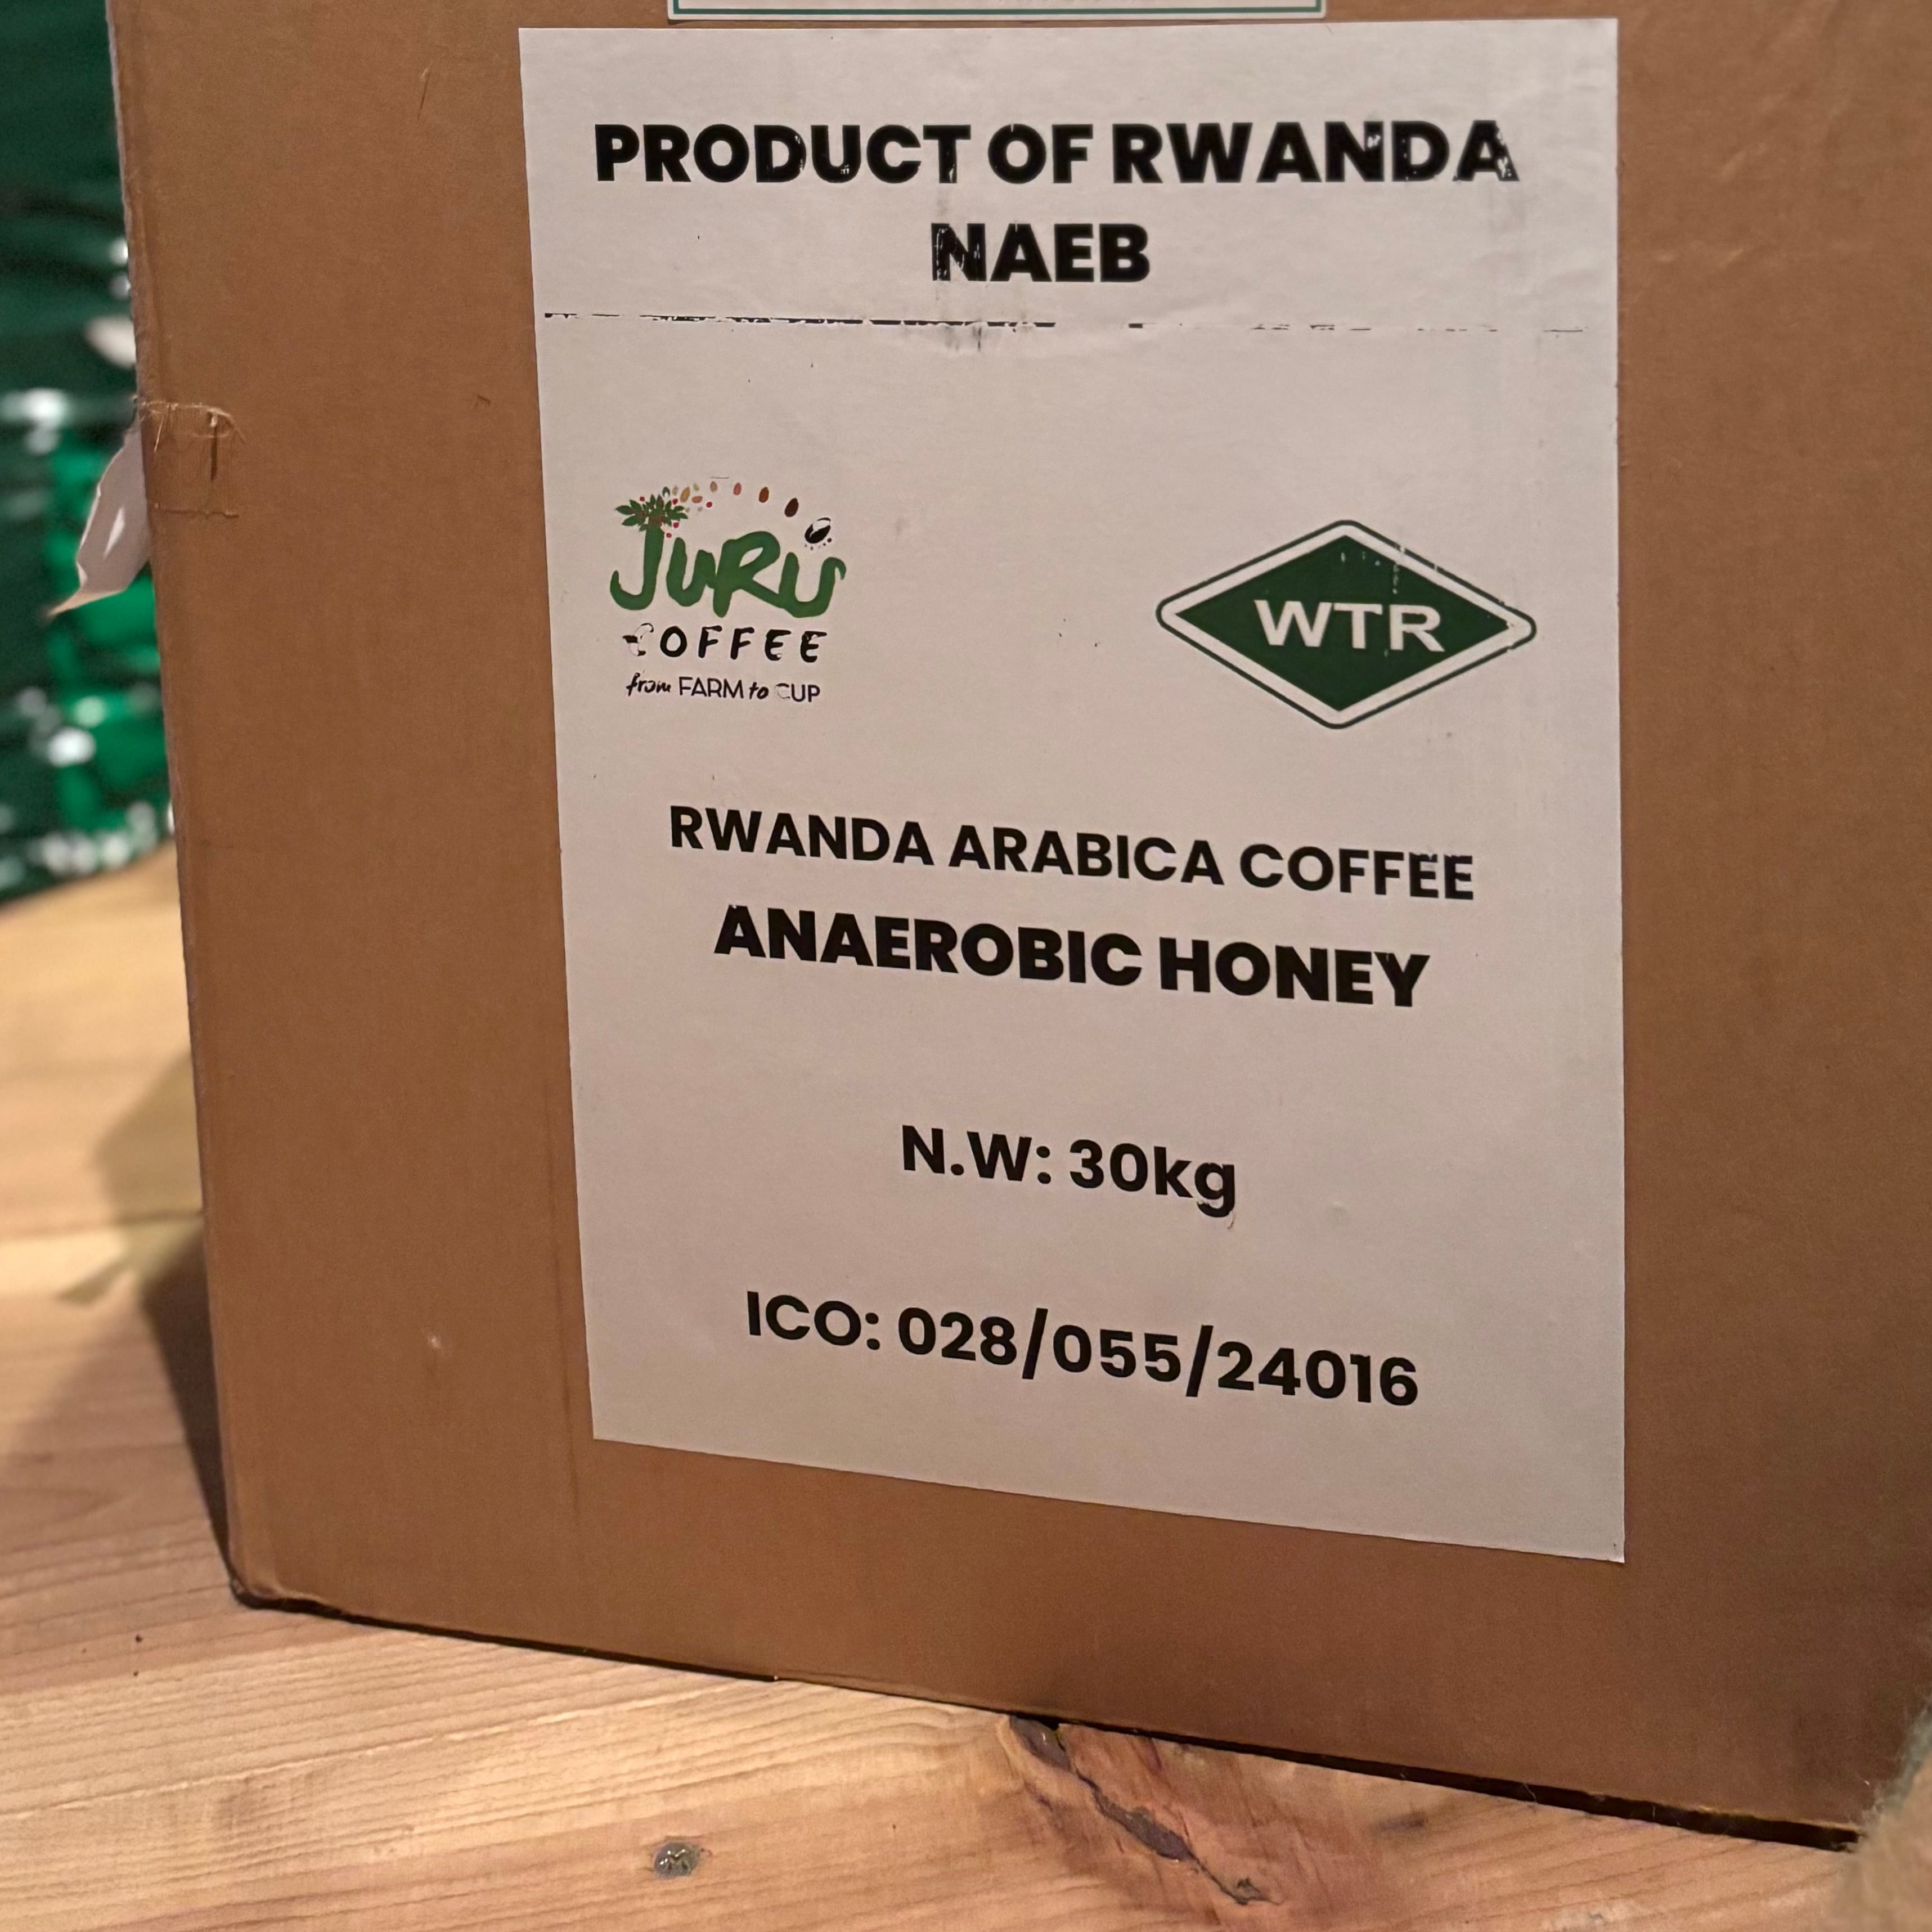 PRODUCT OF RWANDA
NAEB
JURU
COFFEE
from FARM to CUP
WTR
RWANDA ARABICA COFFEE
ANAEROBIC HONEY
N.W: 30kg
ICO: 028/055/24016